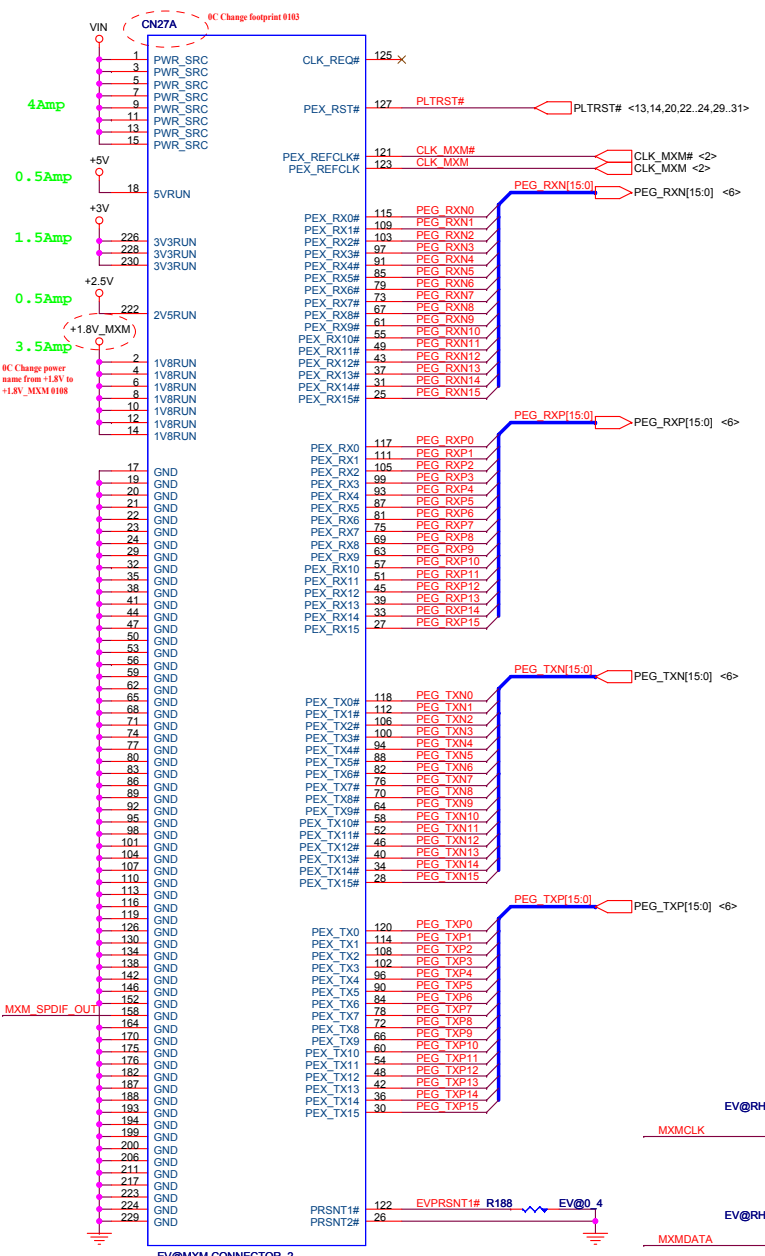 CN27A
0C Change footprint 0103
VIN
1 PWR_SRC
3 PWR_SRC
5 PWR_SRC
7 PWR_SRC
9 PWR_SRC
11 PWR_SRC
13 PWR_SRC
15 PWR_SRC
4Amp
+5V
0.5Amp
18 5VRUN
+3V
1.5Amp
226 3V3RUN
228 3V3RUN
230 3V3RUN
+2.5V
0.5Amp
222 2V5RUN
+1.8V_MXM
3.5Amp
0C Change power
name from +1.8V to
+1.8V_MXM 0108
2 1V8RUN
4 1V8RUN
6 1V8RUN
8 1V8RUN
10 1V8RUN
12 1V8RUN
14 1V8RUN
17 GND
19 GND
20 GND
21 GND
22 GND
23 GND
24 GND
29 GND
32 GND
35 GND
38 GND
41 GND
44 GND
47 GND
50 GND
53 GND
56 GND
59 GND
62 GND
65 GND
68 GND
71 GND
74 GND
77 GND
80 GND
83 GND
86 GND
89 GND
92 GND
95 GND
98 GND
101 GND
104 GND
107 GND
110 GND
113 GND
116 GND
119 GND
126 GND
130 GND
134 GND
138 GND
142 GND
146 GND
152 GND
MXM_SPDIF_OUT 158 GND
164 GND
170 GND
175 GND
176 GND
182 GND
187 GND
188 GND
193 GND
194 GND
199 GND
200 GND
206 GND
211 GND
217 GND
223 GND
224 GND
229 GND
CLK_REQ# 125
PEX_RST# 127 PLTRST# PLTRST# <13,14,20,22..24,29..31>
PEX_REFCLK# 121 CLK_MXM# CLK_MXM# <2>
PEX_REFCLK 123 CLK_MXM CLK_MXM <2>
PEG_RXN[15:0] PEG_RXN[15:0] <6>
PEX_RX0# 115 PEG_RXN0
PEX_RX1# 109 PEG_RXN1
PEX_RX2# 103 PEG_RXN2
PEX_RX3# 97 PEG_RXN3
PEX_RX4# 91 PEG_RXN4
PEX_RX5# 85 PEG_RXN5
PEX_RX6# 79 PEG_RXN6
PEX_RX7# 73 PEG_RXN7
PEX_RX8# 67 PEG_RXN8
PEX_RX9# 61 PEG_RXN9
PEX_RX10# 55 PEG_RXN10
PEX_RX11# 49 PEG_RXN11
PEX_RX12# 43 PEG_RXN12
PEX_RX13# 37 PEG_RXN13
PEX_RX14# 31 PEG_RXN14
PEX_RX15# 25 PEG_RXN15
PEG_RXP[15:0] PEG_RXP[15:0] <6>
PEX_RX0 117 PEG_RXP0
PEX_RX1 111 PEG_RXP1
PEX_RX2 105 PEG_RXP2
PEX_RX3 99 PEG_RXP3
PEX_RX4 93 PEG_RXP4
PEX_RX5 87 PEG_RXP5
PEX_RX6 81 PEG_RXP6
PEX_RX7 75 PEG_RXP7
PEX_RX8 69 PEG_RXP8
PEX_RX9 63 PEG_RXP9
PEX_RX10 57 PEG_RXP10
PEX_RX11 51 PEG_RXP11
PEX_RX12 45 PEG_RXP12
PEX_RX13 39 PEG_RXP13
PEX_RX14 33 PEG_RXP14
PEX_RX15 27 PEG_RXP15
PEG_TXN[15:0] PEG_TXN[15:0] <6>
PEX_TX0# 118 PEG_TXN0
PEX_TX1# 112 PEG_TXN1
PEX_TX2# 106 PEG_TXN2
PEX_TX3# 100 PEG_TXN3
PEX_TX4# 94 PEG_TXN4
PEX_TX5# 88 PEG_TXN5
PEX_TX6# 82 PEG_TXN6
PEX_TX7# 76 PEG_TXN7
PEX_TX8# 70 PEG_TXN8
PEX_TX9# 64 PEG_TXN9
PEX_TX10# 58 PEG_TXN10
PEX_TX11# 52 PEG_TXN11
PEX_TX12# 46 PEG_TXN12
PEX_TX13# 40 PEG_TXN13
PEX_TX14# 34 PEG_TXN14
PEX_TX15# 28 PEG_TXN15
PEG_TXP[15:0] PEG_TXP[15:0] <6>
PEX_TX0 120 PEG_TXP0
PEX_TX1 114 PEG_TXP1
PEX_TX2 108 PEG_TXP2
PEX_TX3 102 PEG_TXP3
PEX_TX4 96 PEG_TXP4
PEX_TX5 90 PEG_TXP5
PEX_TX6 84 PEG_TXP6
PEX_TX7 78 PEG_TXP7
PEX_TX8 72 PEG_TXP8
PEX_TX9 66 PEG_TXP9
PEX_TX10 60 PEG_TXP10
PEX_TX11 54 PEG_TXP11
PEX_TX12 48 PEG_TXP12
PEX_TX13 42 PEG_TXP13
PEX_TX14 36 PEG_TXP14
PEX_TX15 30 PEG_TXP15
EV@RH
MXMCLK
PRSNT1# 122 EVPRSNT1# R188 EV@0_4
PRSNT2# 26
EV@RH
MXMDATA
EV@MXM CONNECTOR_2